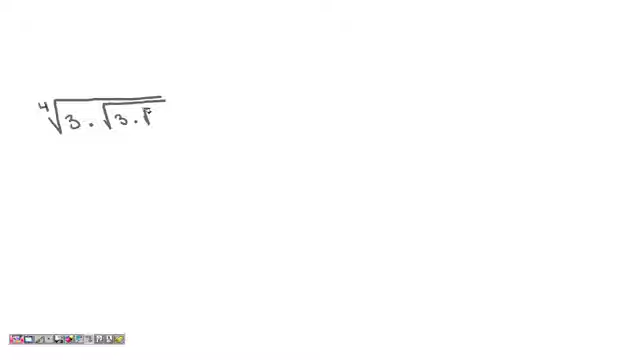 ⁴√(3 · √(3 · √